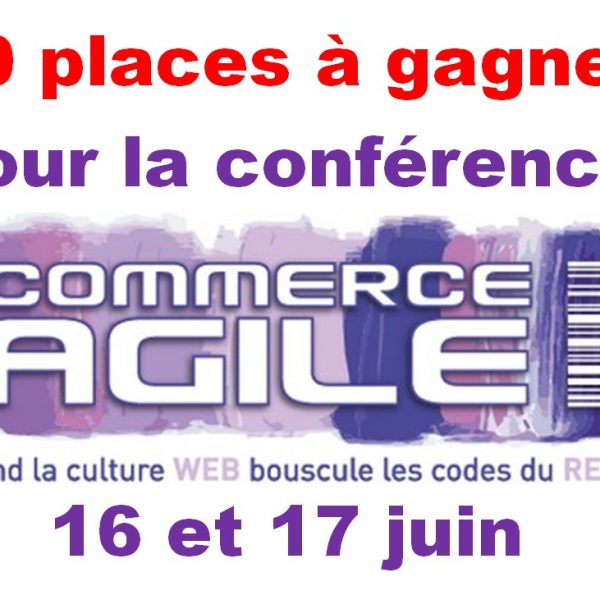 0 places à gagne
our la conférenc
COMMERCE
AGILE
nd la culture WEB bouscule les codes du RE
16 et 17 juin